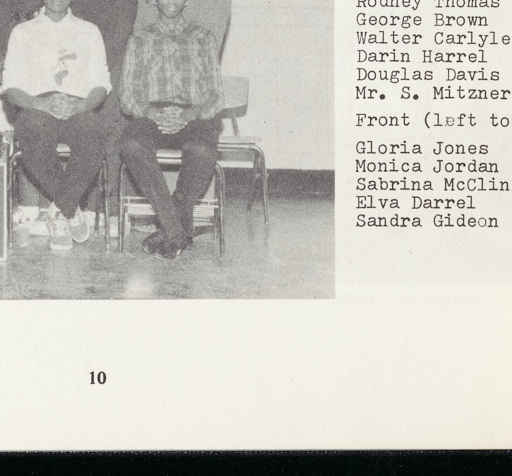 Rodney Thomas
George Brown
Walter Carlyle
Darin Harrel
Douglas Davis
Mr. S. Mitzner
Front (left to
Gloria Jones
Monica Jordan
Sabrina McClin
Elva Darrel
Sandra Gideon
10